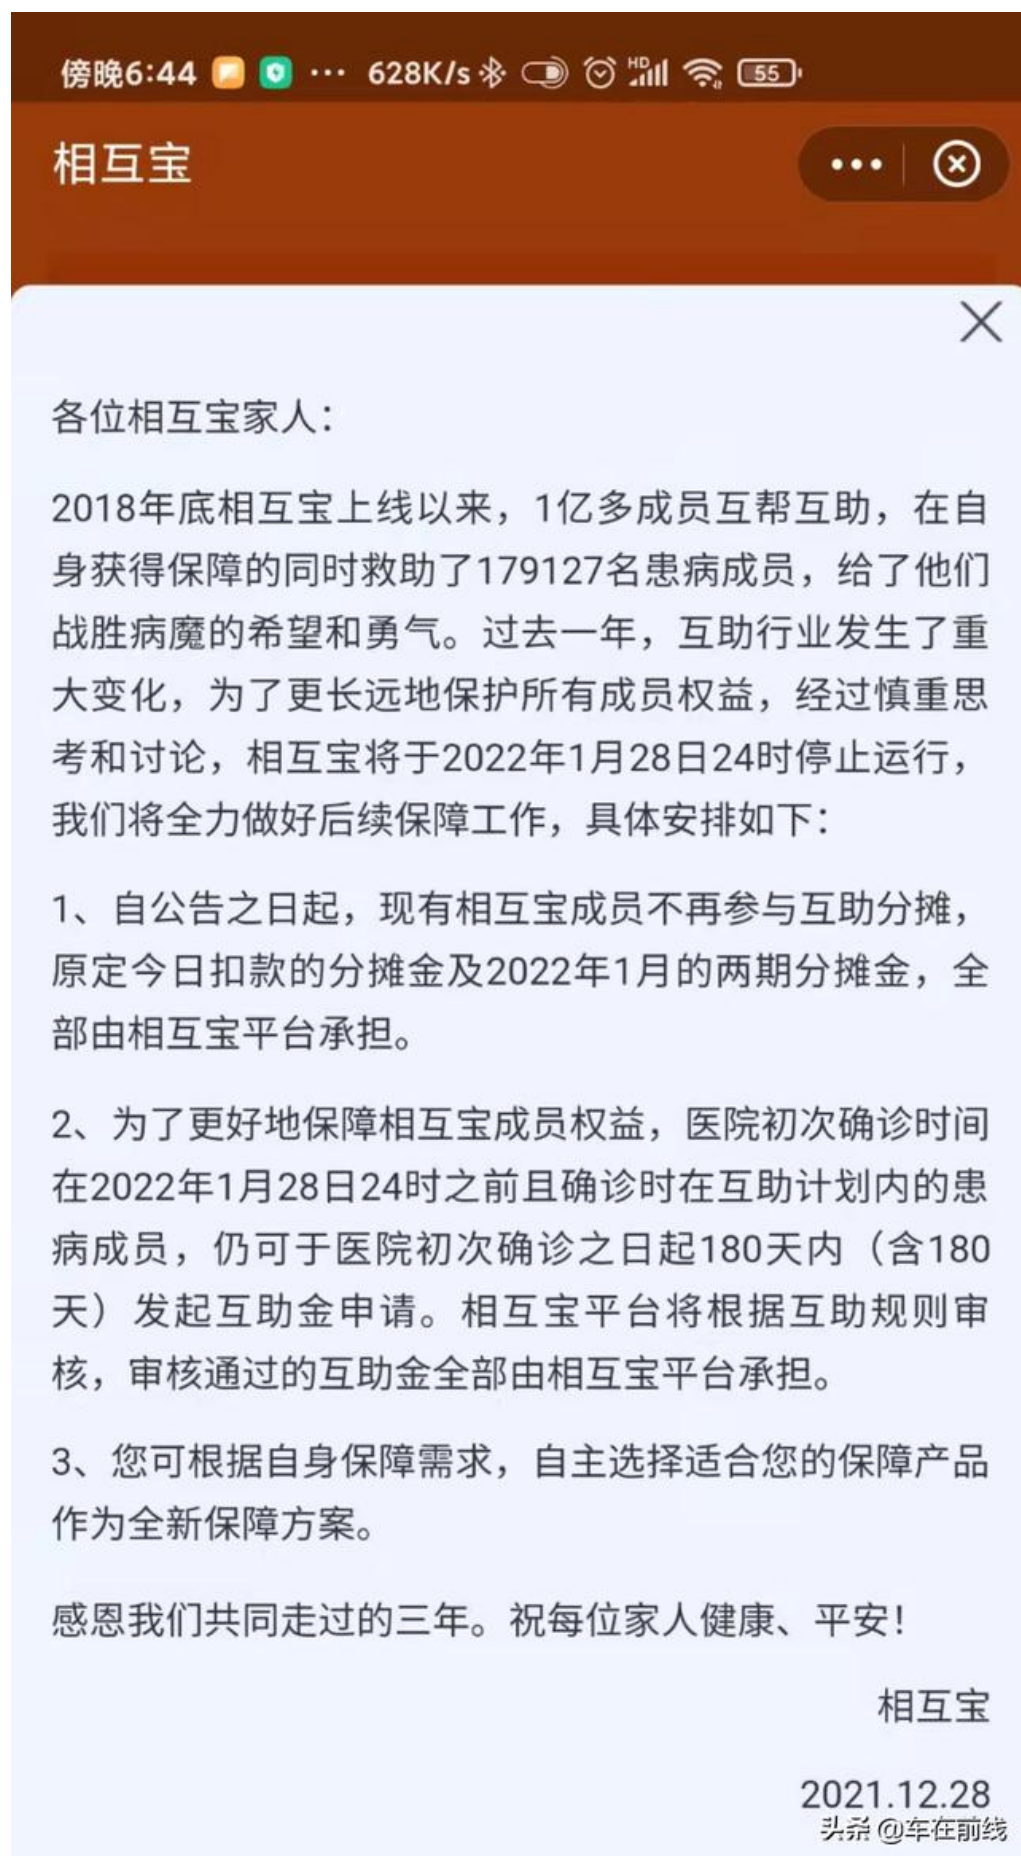 傍晚6:44 ··· 628K/s HD 55
相互宝
各位相互宝家人：
2018年底相互宝上线以来，1亿多成员互帮互助，在自
身获得保障的同时救助了179127名患病成员，给了他们
战胜病魔的希望和勇气。过去一年，互助行业发生了重
大变化，为了更长远地保护所有成员权益，经过慎重思
考和讨论，相互宝将于2022年1月28日24时停止运行，
我们将全力做好后续保障工作，具体安排如下：
1、自公告之日起，现有相互宝成员不再参与互助分摊，
原定今日扣款的分摊金及2022年1月的两期分摊金，全
部由相互宝平台承担。
2、为了更好地保障相互宝成员权益，医院初次确诊时间
在2022年1月28日24时之前且确诊时在互助计划内的患
病成员，仍可于医院初次确诊之日起180天内（含180
天）发起互助金申请。相互宝平台将根据互助规则审
核，审核通过的互助金全部由相互宝平台承担。
3、您可根据自身保障需求，自主选择适合您的保障产品
作为全新保障方案。
感恩我们共同走过的三年。祝每位家人健康、平安！
相互宝
2021.12.28
头条 @车在前线